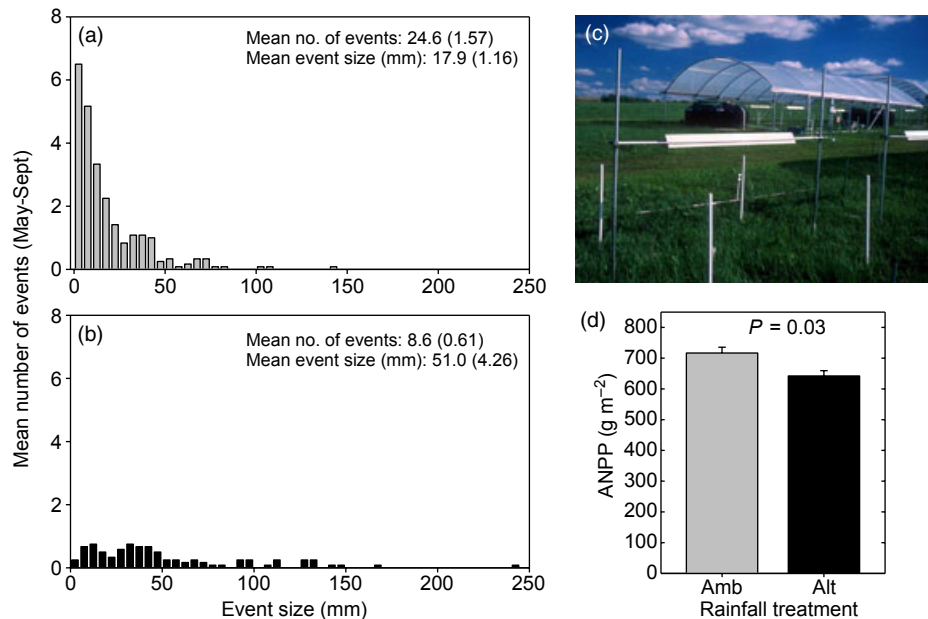 (a)
Mean no. of events: 24.6 (1.57)
Mean event size (mm): 17.9 (1.16)
8
6
4
2
0
0 50 100 150 200 250
(b)
Mean no. of events: 8.6 (0.61)
Mean event size (mm): 51.0 (4.26)
8
6
4
2
0
0 50 100 150 200 250
Event size (mm)
Mean number of events (May-Sept)
(c)
(d)
P = 0.03
800
700
600
500
400
300
200
100
0
ANPP (g m−2)
Amb Alt
Rainfall treatment